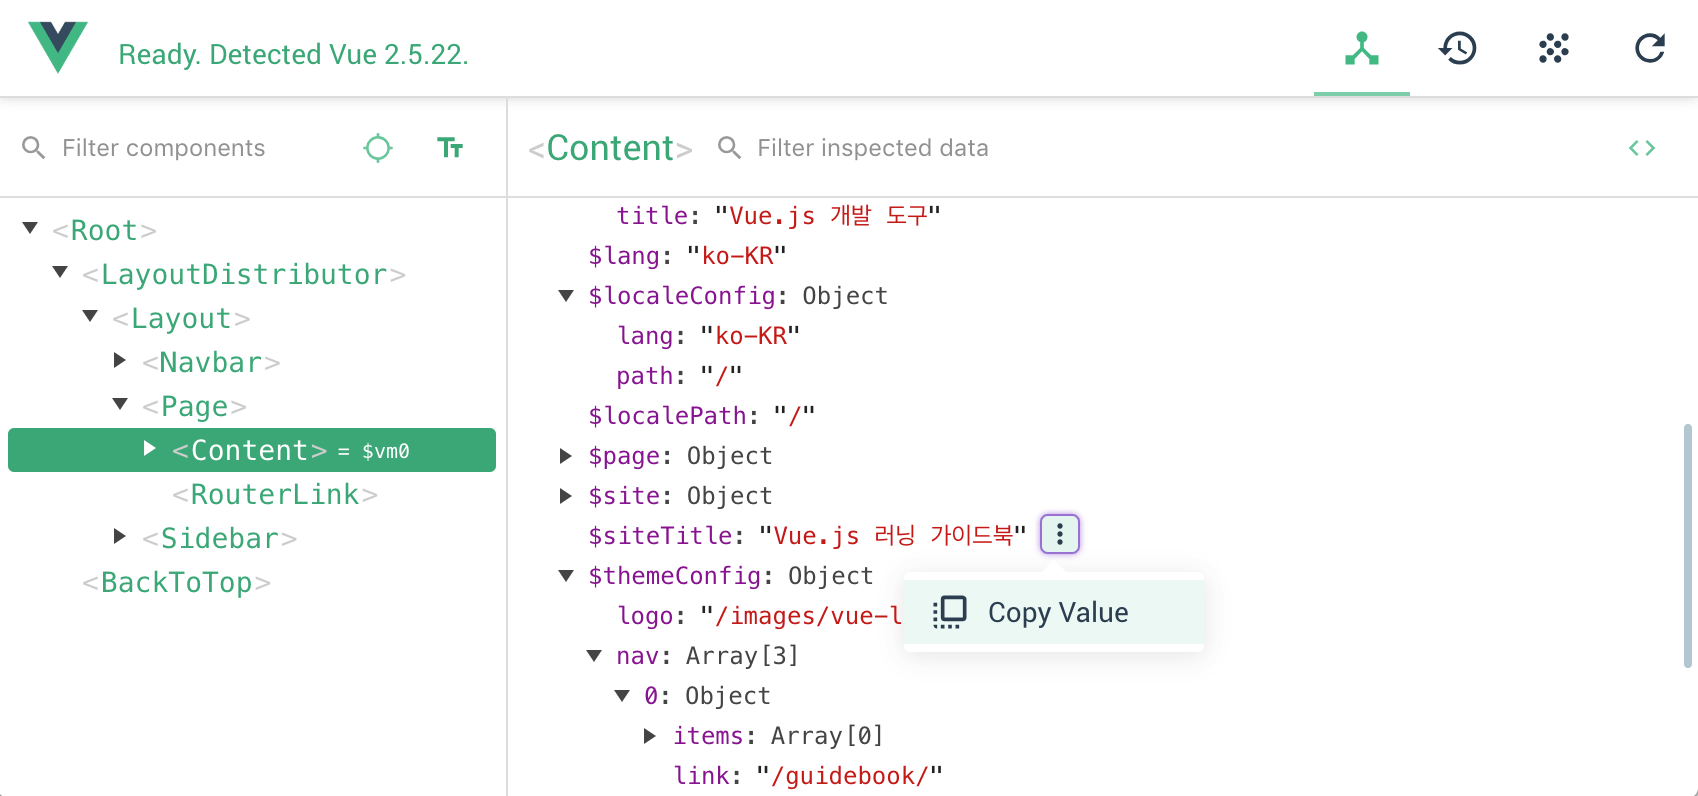 Ready. Detected Vue 2.5.22.
Filter components
<Root>
<LayoutDistributor>
<Layout>
<Navbar>
<Page>
<Content> = $vm0
<RouterLink>
<Sidebar>
<BackToTop>
<Content> Filter inspected data
title: "Vue.js 개발 도구"
$lang: "ko-KR"
$localeConfig: Object
lang: "ko-KR"
path: "/"
$localePath: "/"
$page: Object
$site: Object
$siteTitle: "Vue.js 러닝 가이드북"
$themeConfig: Object
Copy Value
logo: "/images/vue-l
nav: Array[3]
0: Object
items: Array[0]
link: "/guidebook/"